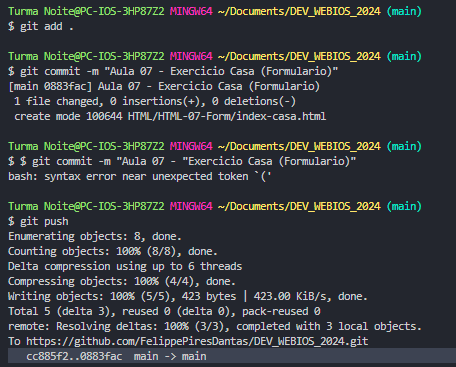 Turma Noite@PC-IOS-3HP87Z2 MINGW64 ~/Documents/DEV_WEBIOS_2024 (main)
$ git add .
Turma Noite@PC-IOS-3HP87Z2 MINGW64 ~/Documents/DEV_WEBIOS_2024 (main)
$ git commit -m "Aula 07 - Exercicio Casa (Formulario)"
[main 0883fac] Aula 07 - Exercicio Casa (Formulario)
 1 file changed, 0 insertions(+), 0 deletions(-)
 create mode 100644 HTML/HTML-07-Form/index-casa.html
Turma Noite@PC-IOS-3HP87Z2 MINGW64 ~/Documents/DEV_WEBIOS_2024 (main)
$ $ git commit -m "Aula 07 - "Exercicio Casa (Formulario)"
bash: syntax error near unexpected token `('
Turma Noite@PC-IOS-3HP87Z2 MINGW64 ~/Documents/DEV_WEBIOS_2024 (main)
$ git push
Enumerating objects: 8, done.
Counting objects: 100% (8/8), done.
Delta compression using up to 6 threads
Compressing objects: 100% (4/4), done.
Writing objects: 100% (5/5), 423 bytes | 423.00 KiB/s, done.
Total 5 (delta 3), reused 0 (delta 0), pack-reused 0
remote: Resolving deltas: 100% (3/3), completed with 3 local objects.
To https://github.com/FelippePiresDantas/DEV_WEBIOS_2024.git
   cc885f2..0883fac  main -> main